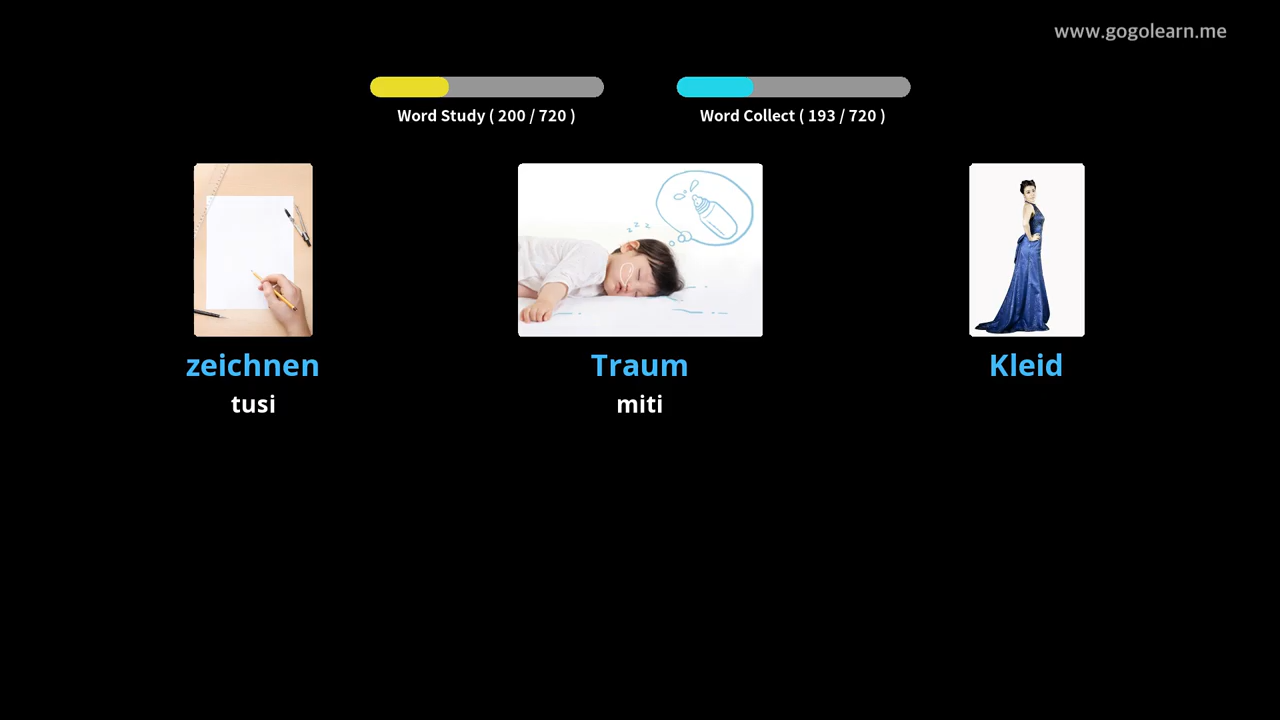 www.gogolearn.me
Word Study ( 200 / 720 )
Word Collect ( 193 / 720 )
zeichnen
tusi
Traum
miti
Kleid